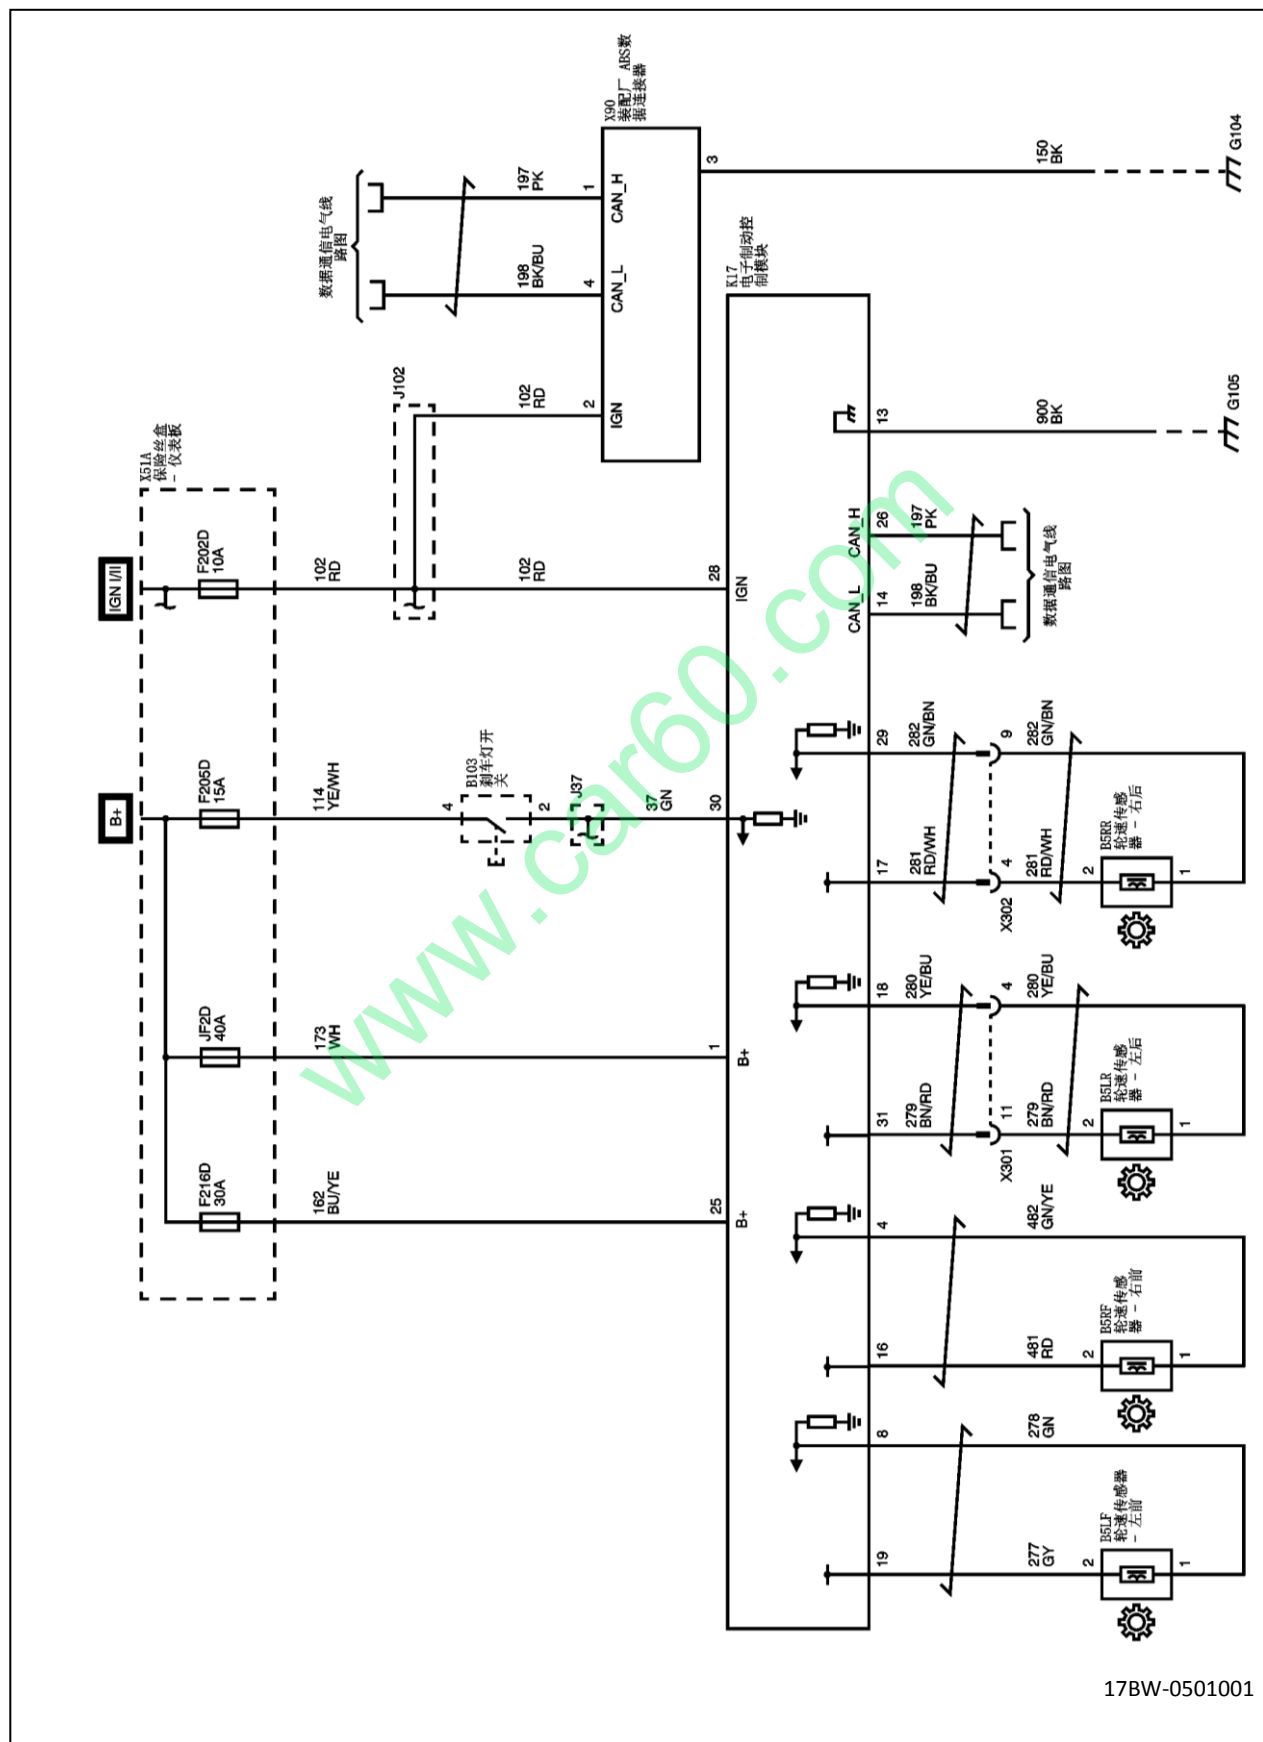 X51A
保险丝盒
- 仪表板
IGN I/II
B+
F202D
10A
F205D
15A
JF2D
40A
F216D
30A
102
RD
114
YE/WH
173
WH
162
BU/YE
J102
102
RD
102
RD
数据通信电气线
路图
197
PK
198
BK/BU
1
4
2
CAN_H
CAN_L
IGN
X90
装配厂 ABS数
据连接器
3
150
BK
G104
B103
刹车灯开
关
4
2
J37
37
GN
28
30
1
25
IGN
B+
B+
K17
电子制动控
制模块
13
900
BK
G105
CAN_H
CAN_L
26
14
197
PK
198
BK/BU
数据通信电气线
路图
29
17
282
GN/BN
281
RD/WH
9
4
X302
282
GN/BN
281
RD/WH
B5RR
轮速传感
器 - 右后
2
1
18
31
280
YE/BU
279
BN/RD
4
11
X301
280
YE/BU
279
BN/RD
B5LR
轮速传感
器 - 左后
2
1
4
16
482
GN/YE
481
RD
B5RF
轮速传感
器 - 右前
2
1
8
19
278
GN
277
GY
B5LF
轮速传感器
- 左前
2
1
www.car60.com
17BW-0501001